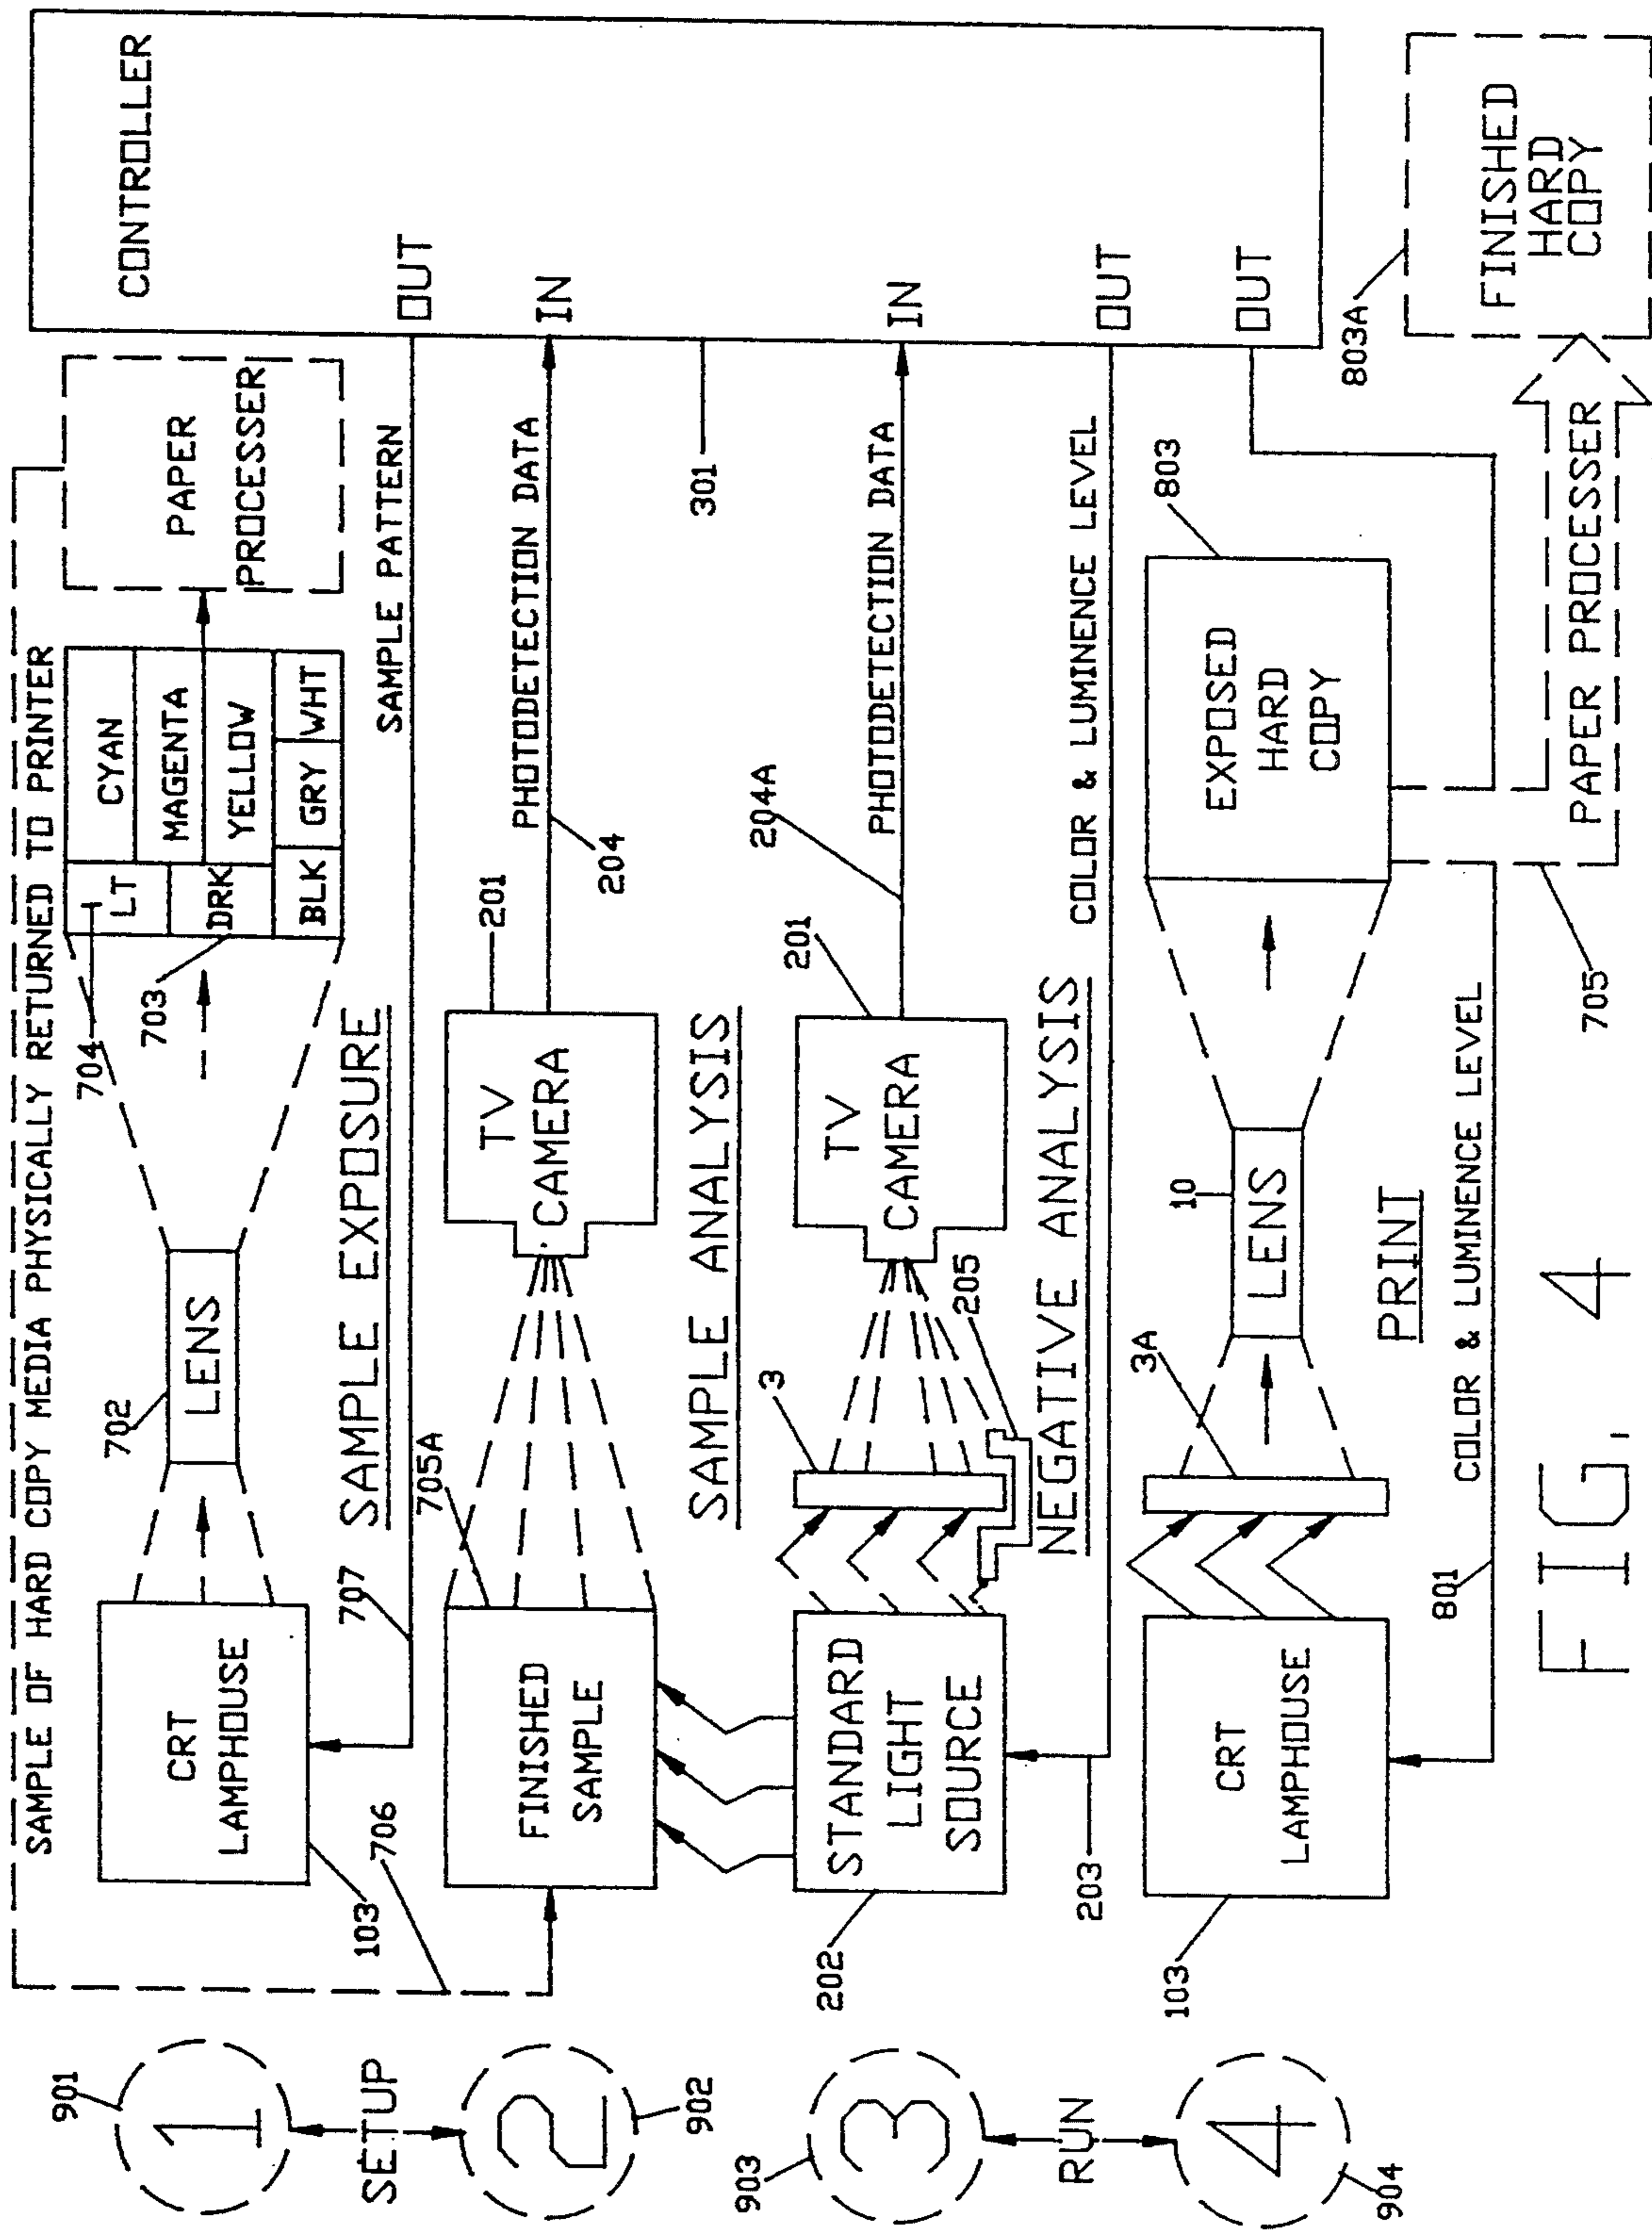 SAMPLE OF HARD COPY MEDIA PHYSICALLY RETURNED TO PRINTER
901
1
SETUP
902
2
903
3
RUN
904
4
CRT
LAMPHOUSE
103
706
702
LENS
704
703
LT
DRK
CYAN
MAGENTA
YELLOW
BLK
GRY
WHT
PAPER
PROCESSER
CONTROLLER
SAMPLE EXPOSURE
707
SAMPLE PATTERN
OUT
705A
FINISHED
SAMPLE
TV
CAMERA
201
PHOTODETECTION DATA
204
IN
SAMPLE ANALYSIS
301
202
STANDARD
LIGHT
SOURCE
3
205
TV
CAMERA
201
204A
PHOTODETECTION DATA
IN
NEGATIVE ANALYSIS
203
COLOR & LUMINENCE LEVEL
OUT
103
CRT
LAMPHOUSE
3A
10
LENS
EXPOSED
HARD
COPY
803
OUT
PRINT
801
COLOR & LUMINENCE LEVEL
705
PAPER PROCESSER
803A
FINISHED
HARD
COPY
FIG. 4